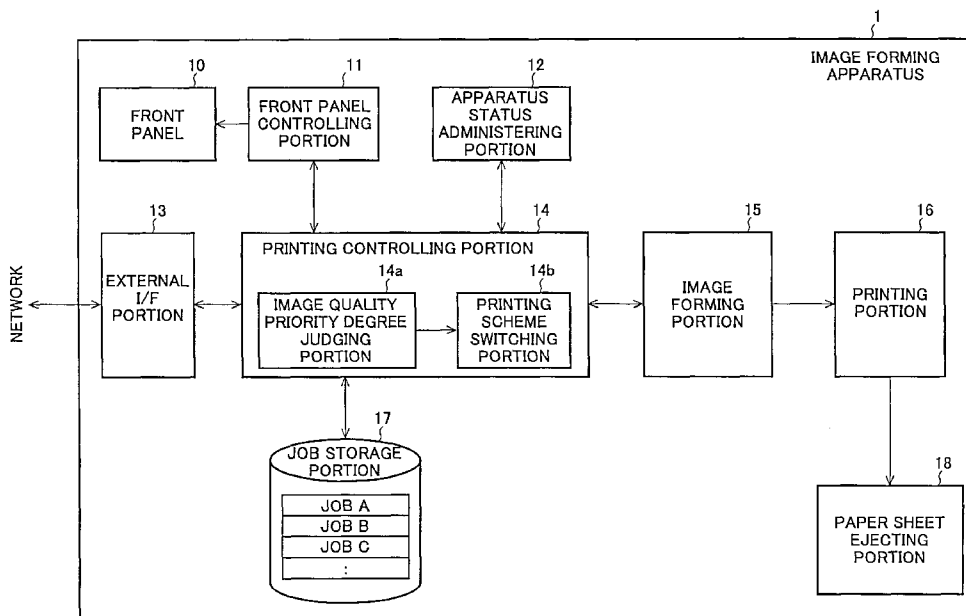 1
IMAGE FORMING
APPARATUS
10
FRONT
PANEL
11
FRONT PANEL
CONTROLLING
PORTION
12
APPARATUS
STATUS
ADMINISTERING
PORTION
NETWORK
13
EXTERNAL
I/F
PORTION
14
PRINTING CONTROLLING PORTION
14a
IMAGE QUALITY
PRIORITY DEGREE
JUDGING
PORTION
14b
PRINTING
SCHEME
SWITCHING
PORTION
15
IMAGE
FORMING
PORTION
16
PRINTING
PORTION
17
JOB STORAGE
PORTION
JOB A
JOB B
JOB C
:
18
PAPER SHEET
EJECTING
PORTION